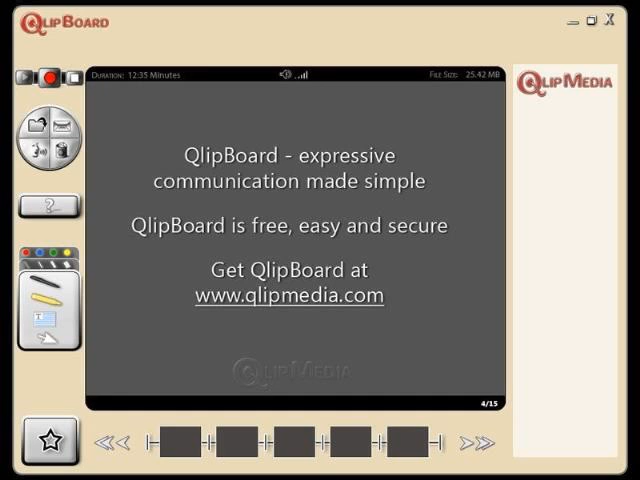 QLIPBOARD
X
DURATION: 12:35 MINUTES
FILE SIZE: 25.42 MB
QLIPMEDIA
QlipBoard - expressive
communication made simple
QlipBoard is free, easy and secure
Get QlipBoard at
www.qlipmedia.com
?
QLIPMEDIA
4/15